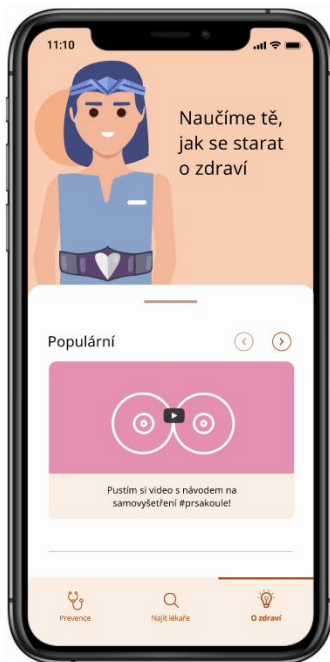 11:10
Naučíme tě,
jak se starat
o zdraví
Populární
Pustím si video s návodem na
samovyšetření #prsakoule!
Prevence
Najít lékaře
O zdraví